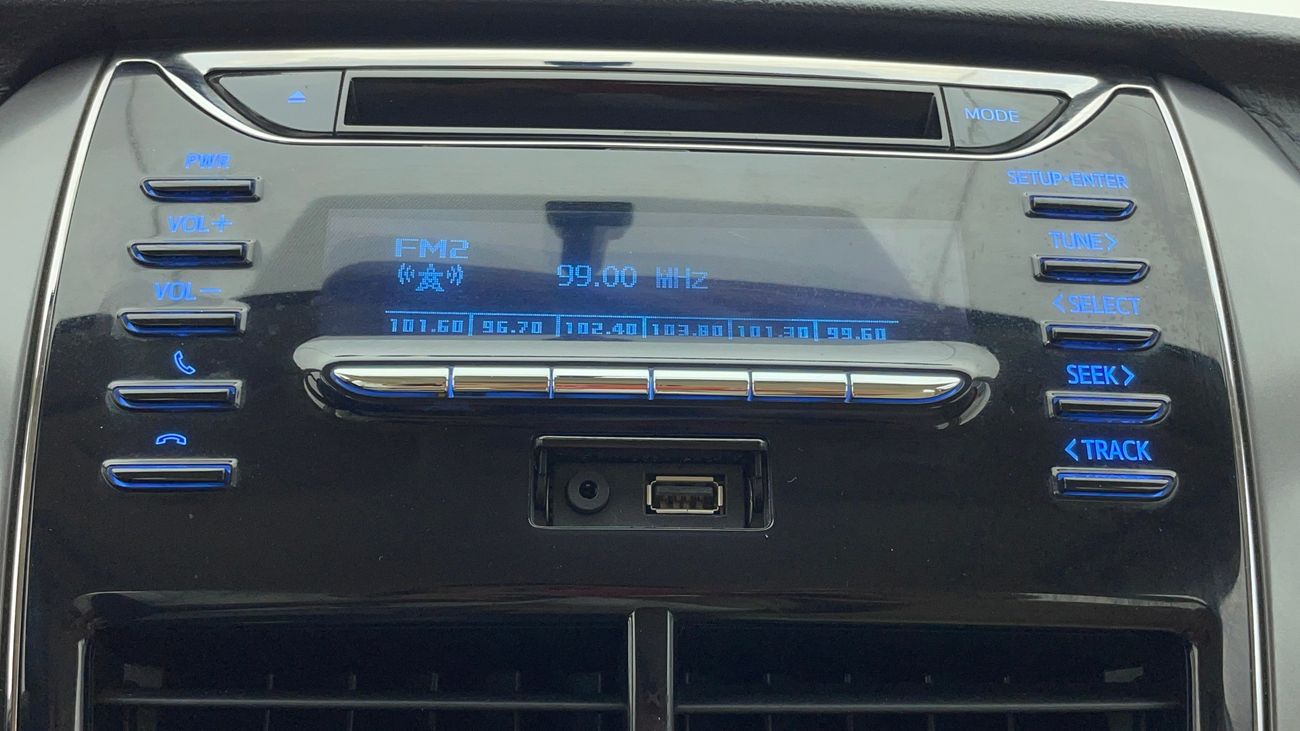 MODE
PWR
SETUP•ENTER
VOL+
TUNE>
FM2
99.00 MHz
VOL−
<SELECT
101.60 96.70 102.40 103.80 101.30 99.60
SEEK>
<TRACK